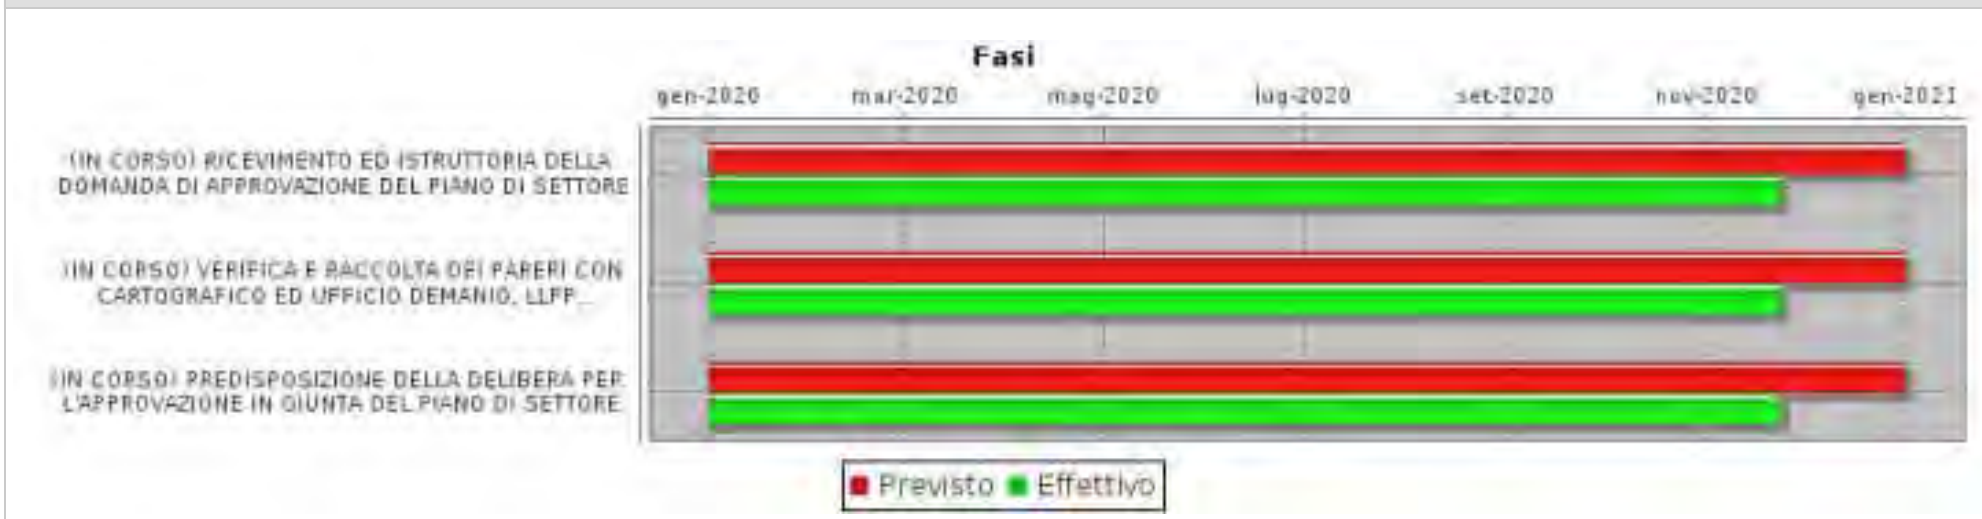 Fasi
gen-2020 mar-2020 mag-2020 lug-2020 set-2020 nov-2020 gen-2021
(IN CORSO) RICEVIMENTO ED ISTRUTTORIA DELLA
DOMANDA DI APPROVAZIONE DEL PIANO DI SETTORE
(IN CORSO) VERIFICA E RACCOLTA DEI PARERI CON
CARTOGRAFICO ED UFFICIO DEMANIO, LLPP...
(IN CORSO) PREDISPOSIZIONE DELLA DELIBERA PER
L'APPROVAZIONE IN GIUNTA DEL PIANO DI SETTORE
Previsto Effettivo